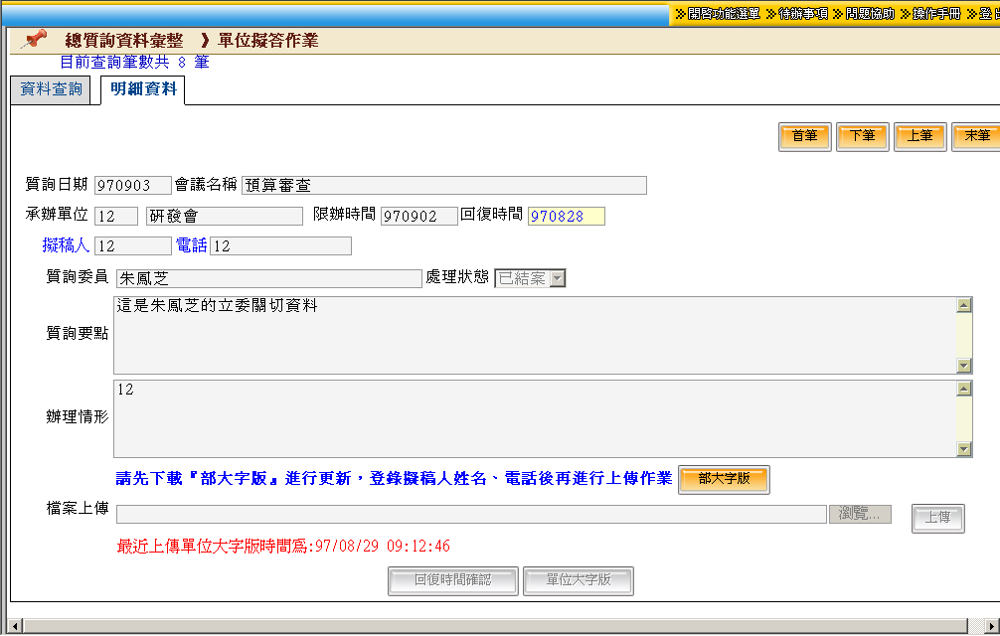 開啓功能選單 待辦事項 問題協助 操作手冊 登出
總質詢資料彙整 》單位擬答作業
目前查詢筆數共 8 筆
資料查詢 明細資料
首筆 下筆 上筆 末筆
質詢日期 970903 會議名稱 預算審查
承辦單位 12 研發會 限辦時間 970902 回復時間 970828
擬稿人 12 電話 12
質詢委員 朱鳳芝 處理狀態 已結案
這是朱鳳芝的立委關切資料
質詢要點
12
辦理情形
請先下載『部大字版』進行更新，登錄擬稿人姓名、電話後再進行上傳作業 部大字版
檔案上傳 瀏覽... 上傳
最近上傳單位大字版時間為:97/08/29 09:12:46
回復時間確認 單位大字版